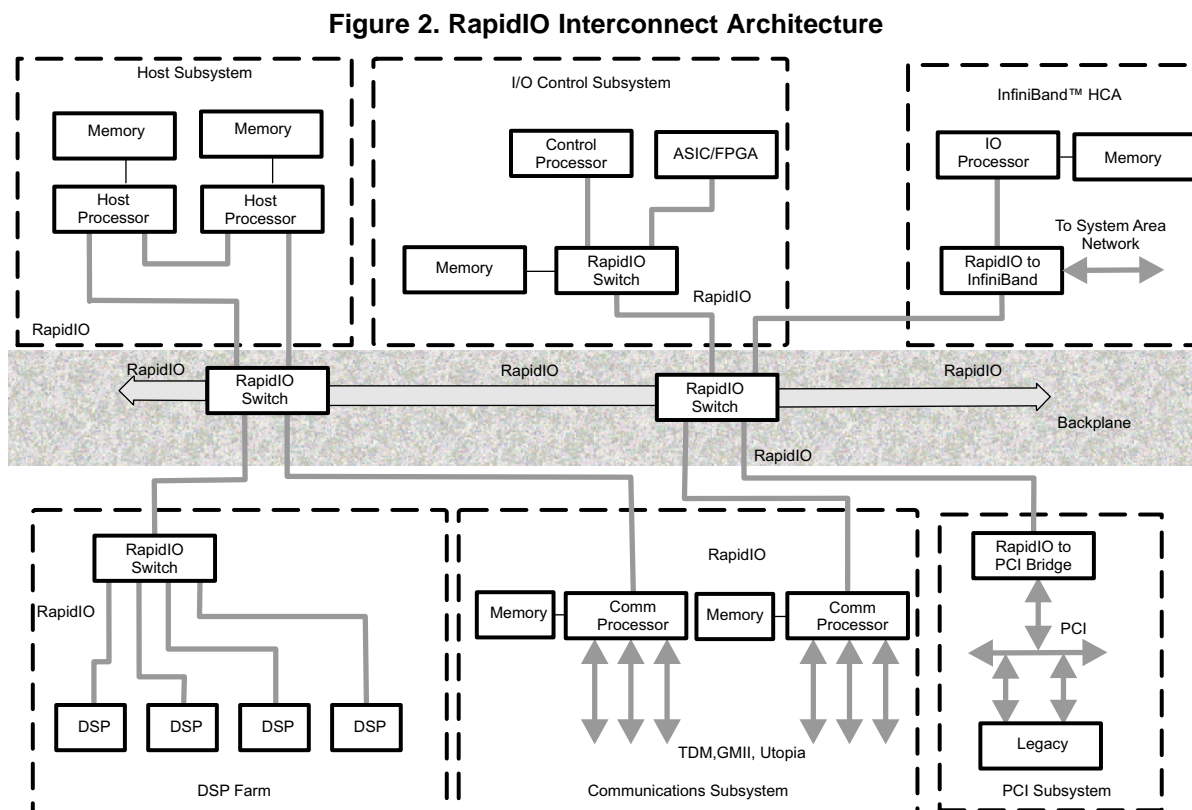 Figure 2. RapidIO Interconnect Architecture
Host Subsystem
Memory
Memory
Host
Processor
Host
Processor
RapidIO
I/O Control Subsystem
Control
Processor
ASIC/FPGA
Memory
RapidIO
Switch
RapidIO
InfiniBand™ HCA
IO
Processor
Memory
To System Area
Network
RapidIO to
InfiniBand
RapidIO
RapidIO
Switch
RapidIO
RapidIO
Switch
RapidIO
Backplane
RapidIO
RapidIO
Switch
RapidIO
DSP
DSP
DSP
DSP
DSP Farm
RapidIO
Memory
Comm
Processor
Memory
Comm
Processor
TDM,GMII, Utopia
Communications Subsystem
RapidIO to
PCI Bridge
PCI
Legacy
PCI Subsystem